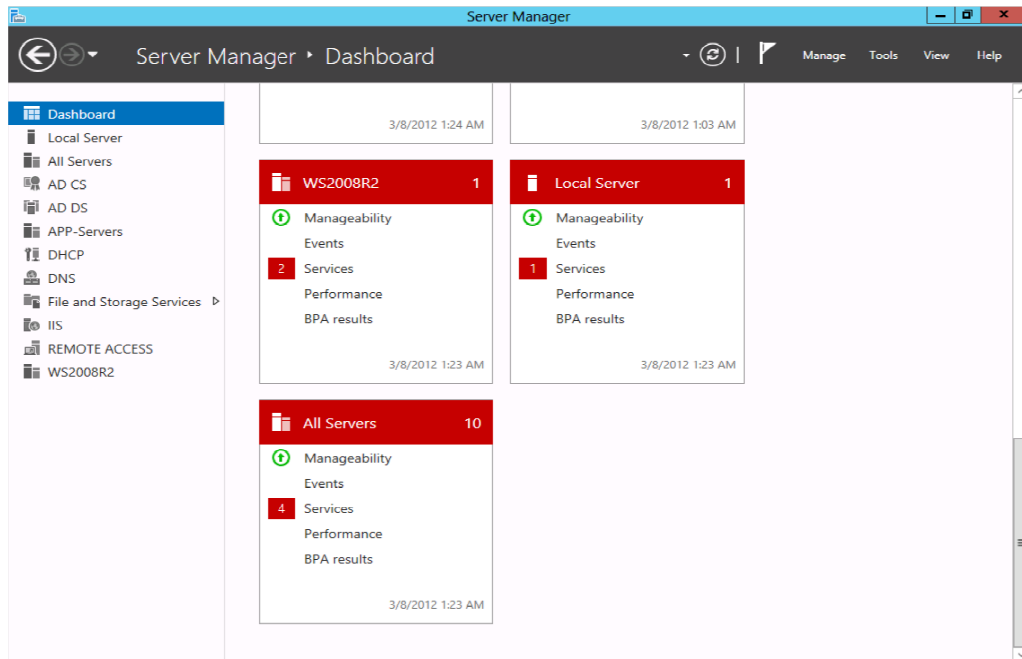 Server Manager
Server Manager ‣ Dashboard
Manage Tools View Help
Dashboard
Local Server
All Servers
AD CS
AD DS
APP-Servers
DHCP
DNS
File and Storage Services
IIS
REMOTE ACCESS
WS2008R2
3/8/2012 1:24 AM
3/8/2012 1:03 AM
WS2008R2 1
Manageability
Events
2 Services
Performance
BPA results
3/8/2012 1:23 AM
Local Server 1
Manageability
Events
1 Services
Performance
BPA results
3/8/2012 1:23 AM
All Servers 10
Manageability
Events
4 Services
Performance
BPA results
3/8/2012 1:23 AM